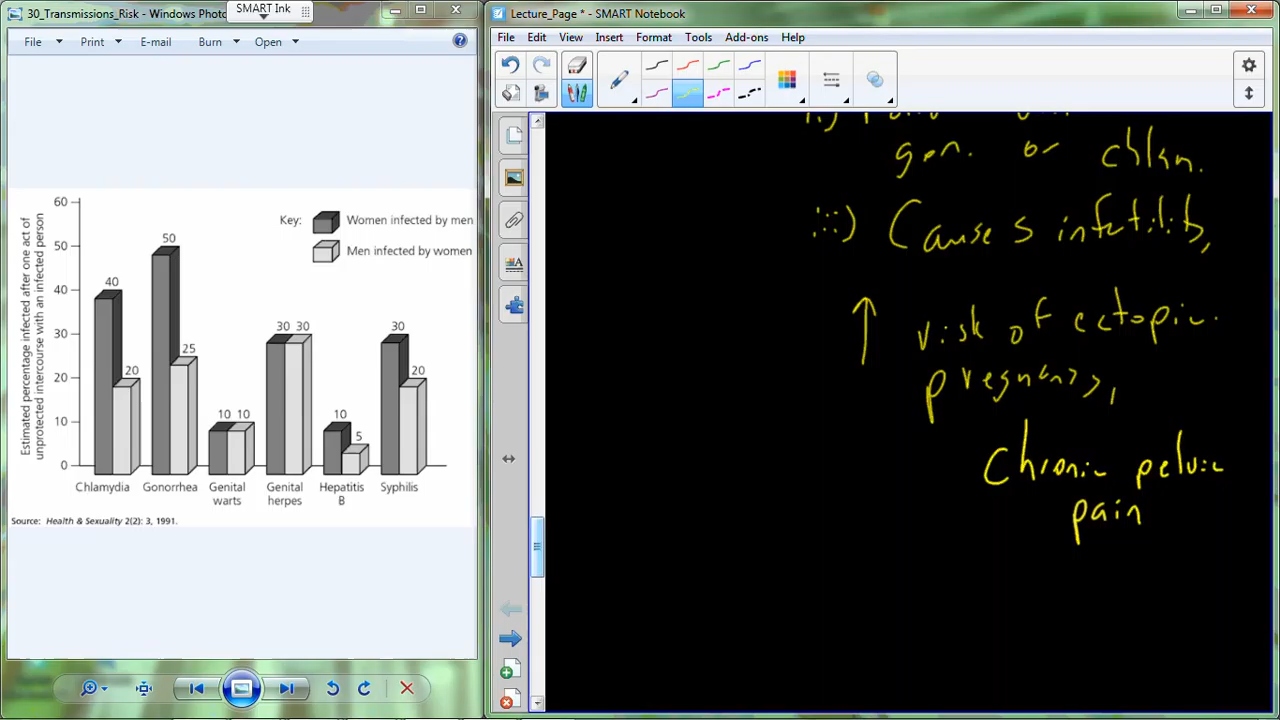 30_Transmissions_Risk - Windows Photo
SMART Ink
File Print E-mail Burn Open
60
50
40
30
20
10
0
Estimated percentage infected after one act of
unprotected intercourse with an infected person
Key:
Women infected by men
Men infected by women
40
20
50
25
10 10
30 30
10
5
30
20
Chlamydia
Gonorrhea
Genital
warts
Genital
herpes
Hepatitis
B
Syphilis
Source: Health & Sexuality 2(2): 3, 1991.
Lecture_Page * - SMART Notebook
File Edit View Insert Format Tools Add-ons Help
gon. or chlam.
iii) Causes infertility,
↑ risk of ectopic
pregnancy,
Chronic pelvic
pain